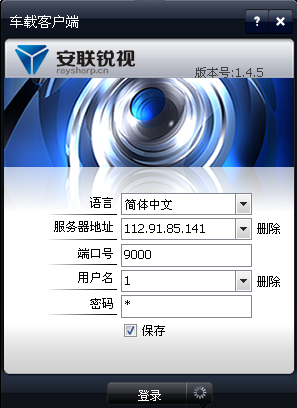 车载客户端 ? ×
安联锐视
raysharp.cn
版本号:1.4.5
语言 简体中文
服务器地址 112.91.85.141 删除
端口号 9000
用户名 1 删除
密码 *
保存
登录